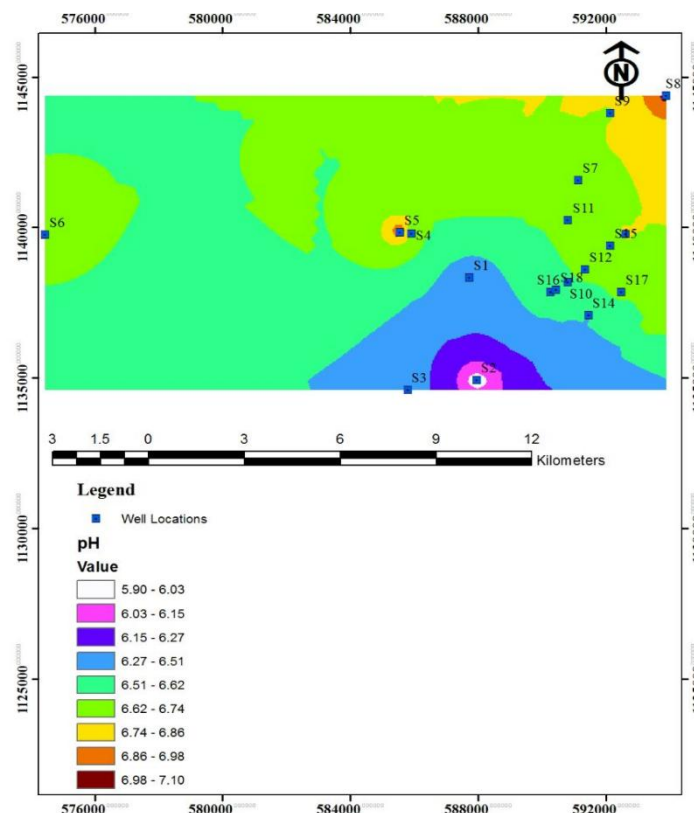 576000 580000 584000 588000 592000
N
1145000
S8
S9
S7
S11
1140000
S6
S5
S4
S15
S12
S1
S16
S18
S10
S17
S14
S2
S3
1135000
3 1.5 0 3 6 9 12
Kilometers
Legend
Well Locations
pH
Value
5.90 - 6.03
6.03 - 6.15
6.15 - 6.27
6.27 - 6.51
6.51 - 6.62
6.62 - 6.74
6.74 - 6.86
6.86 - 6.98
6.98 - 7.10
1130000
1125000
576000 580000 584000 588000 592000